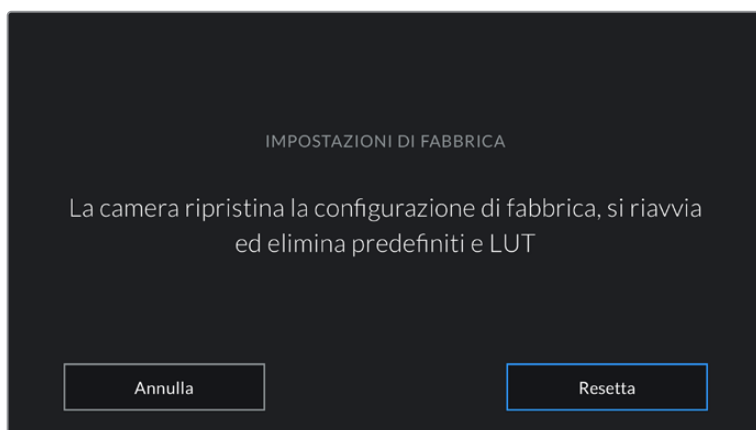 IMPOSTAZIONI DI FABBRICA
La camera ripristina la configurazione di fabbrica, si riavvia
ed elimina predefiniti e LUT
Annulla
Resetta